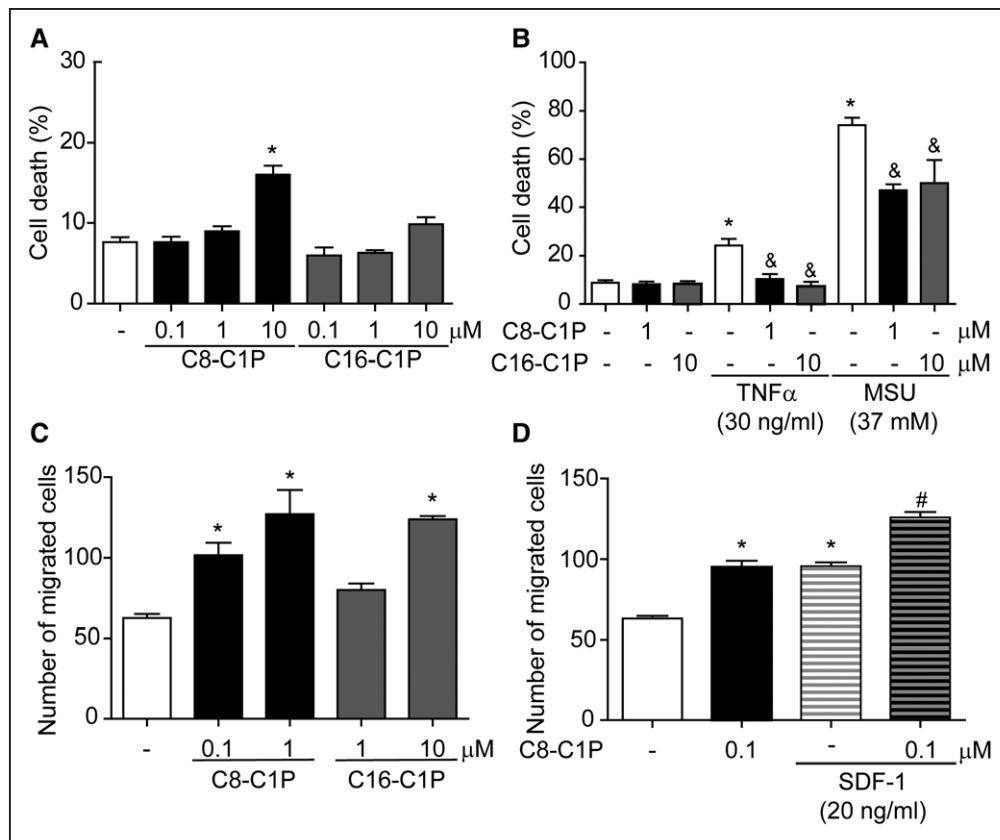 A
Cell death (%)
30
20
10
0
*
- 0.1 1 10 0.1 1 10 μM
C8-C1P C16-C1P
B
Cell death (%)
100
80
60
40
20
0
* & & * & &
C8-C1P - 1 - - 1 - - 1 - μM
C16-C1P - - 10 - - 10 - - 10 μM
TNFα MSU
(30 ng/ml) (37 mM)
C
Number of migrated cells
150
100
50
0
* * *
- 0.1 1 1 10 μM
C8-C1P C16-C1P
D
Number of migrated cells
150
100
50
0
* * #
C8-C1P - 0.1 - 0.1 μM
SDF-1
(20 ng/ml)